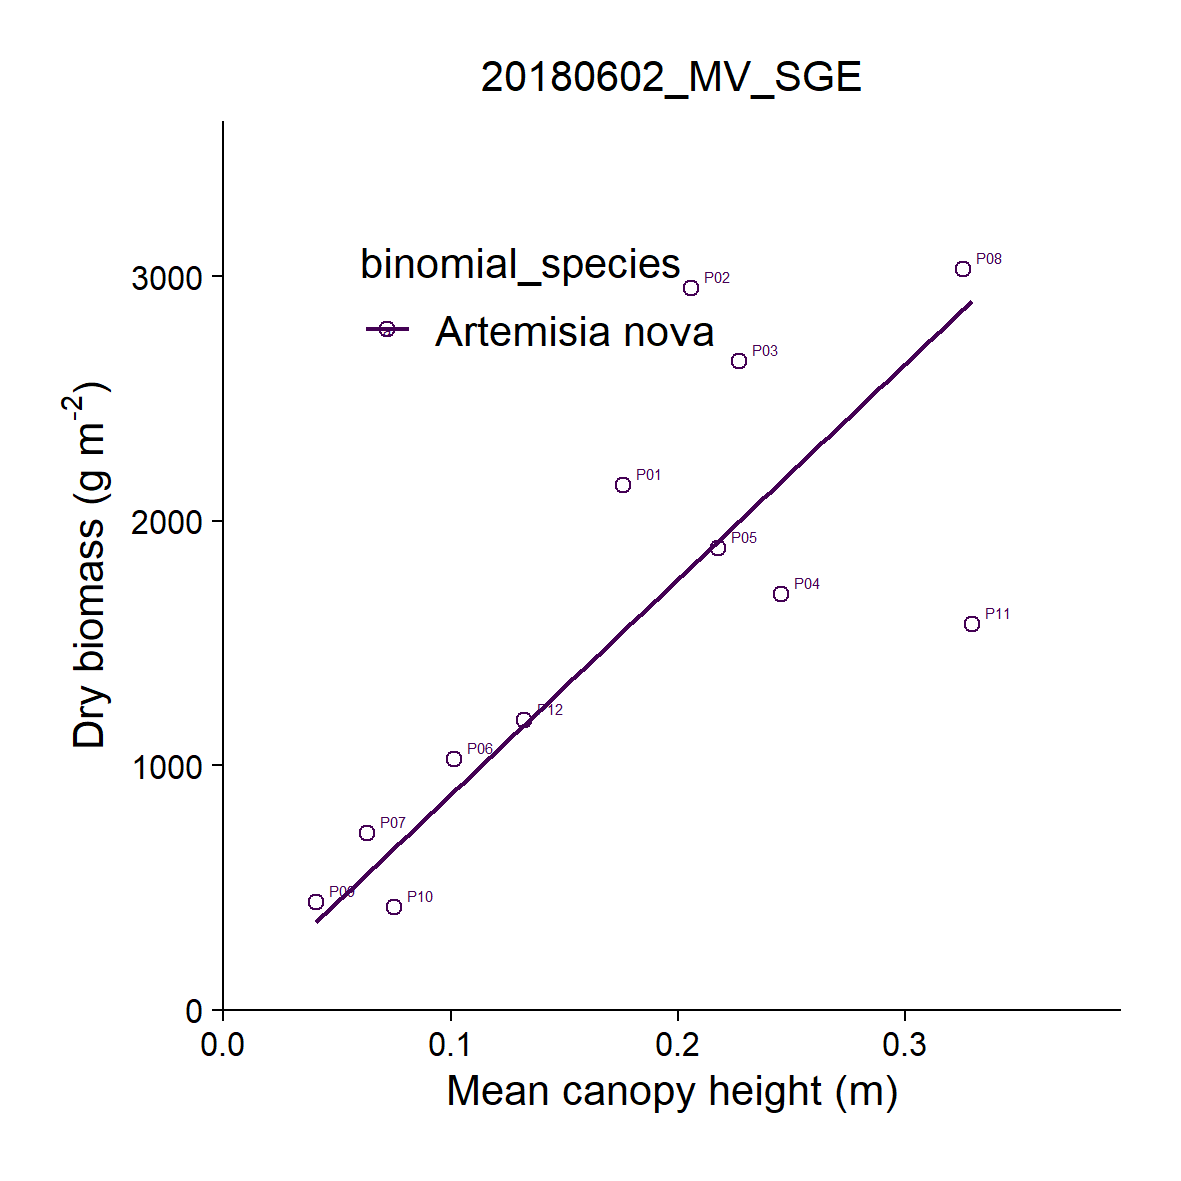 20180602_MV_SGE
binomial_species
Artemisia nova
P02
P08
P03
P01
P05
P04
P11
P12
P06
P07
P09
P10
3000
2000
1000
0
0.0 0.1 0.2 0.3
Mean canopy height (m)
Dry biomass (g m⁻²)